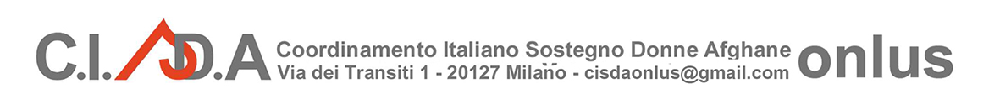 C.I.SD.A
Coordinamento Italiano Sostegno Donne Afghane
Via dei Transiti 1 - 20127 Milano - cisdaonlus@gmail.com
onlus